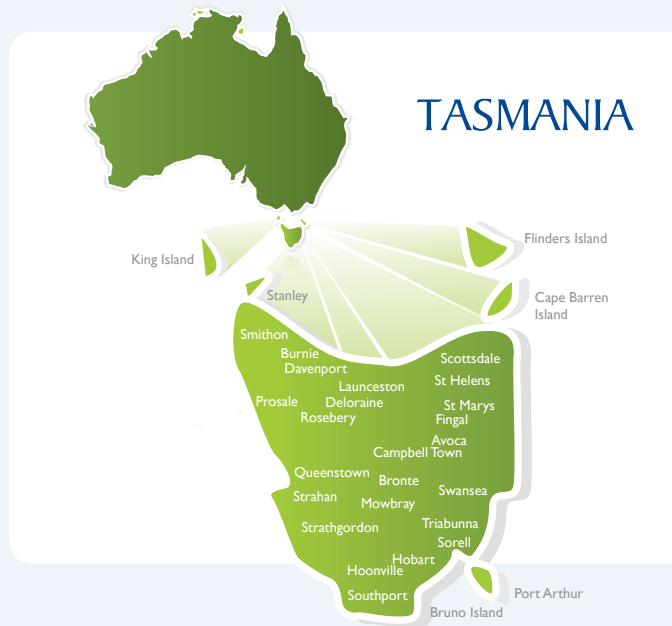 TASMANIA
Flinders Island
King Island
Cape Barren
Island
Stanley
Smithon
Burnie
Davenport
Scottsdale
Launceston
St Helens
Prosale
Deloraine
St Marys
Rosebery
Fingal
Avoca
Campbell Town
Queenstown
Bronte
Swansea
Strahan
Mowbray
Strathgordon
Triabunna
Sorell
Hobart
Hoonville
Southport
Port Arthur
Bruno Island